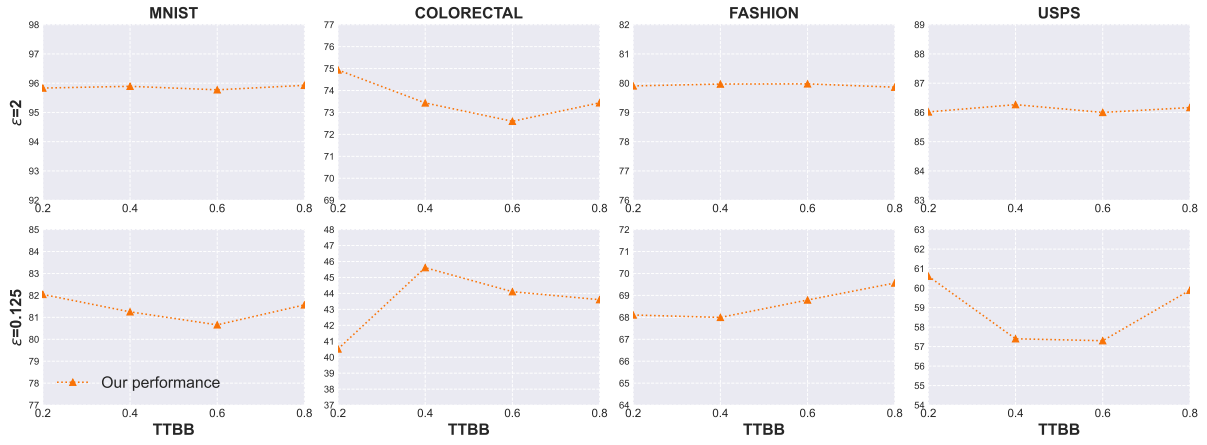 MNIST COLORECTAL FASHION USPS
ε=2
98 97 96 95 94 93 92
0.2 0.4 0.6 0.8
77 76 75 74 73 72 71 70 69
0.2 0.4 0.6 0.8
82 81 80 79 78 77 76
0.2 0.4 0.6 0.8
89 88 87 86 85 84 83
0.2 0.4 0.6 0.8
ε=0.125
85 84 83 82 81 80 79 78 77
Our performance
0.2 0.4 0.6 0.8
TTBB
48 47 46 45 44 43 42 41 40 39 38 37
0.2 0.4 0.6 0.8
TTBB
72 71 70 69 68 67 66 65 64
0.2 0.4 0.6 0.8
TTBB
63 62 61 60 59 58 57 56 55 54
0.2 0.4 0.6 0.8
TTBB